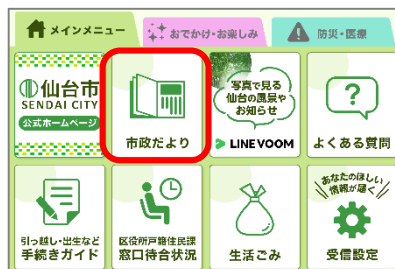 メインメニュー
おでかけ・お楽しみ
防災・医療
仙台市
SENDAI CITY
公式ホームページ
市政だより
写真で見る
仙台の風景や
お知らせ
LINE VOOM
?
よくある質問
引っ越し・出生など
手続きガイド
区役所戸籍住民課
窓口待合状況
生活ごみ
あなたのほしい
情報が届く
受信設定